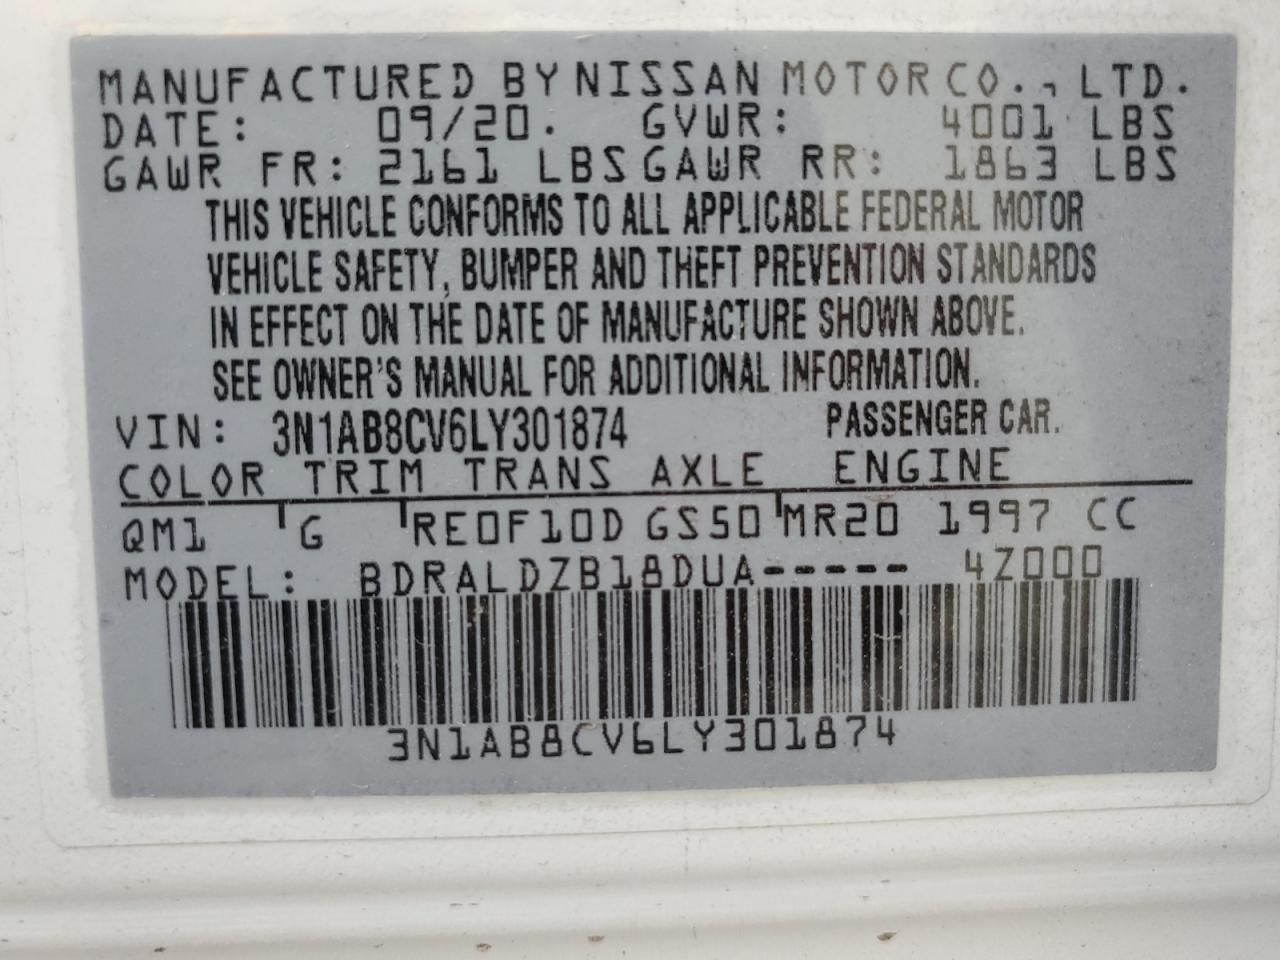 MANUFACTURED BY NISSAN MOTOR CO., LTD.
DATE: 09/20. GVWR: 4001 LBS
GAWR FR: 2161 LBS GAWR RR: 1863 LBS
THIS VEHICLE CONFORMS TO ALL APPLICABLE FEDERAL MOTOR
VEHICLE SAFETY, BUMPER AND THEFT PREVENTION STANDARDS
IN EFFECT ON THE DATE OF MANUFACTURE SHOWN ABOVE.
SEE OWNER'S MANUAL FOR ADDITIONAL INFORMATION.
VIN: 3N1AB8CV6LY301874 PASSENGER CAR.
COLOR TRIM TRANS AXLE ENGINE
QM1 G RE0F10D GS50 MR20 1997 CC
MODEL: BDRALDZB18DUA----- 4Z000
3N1AB8CV6LY301874